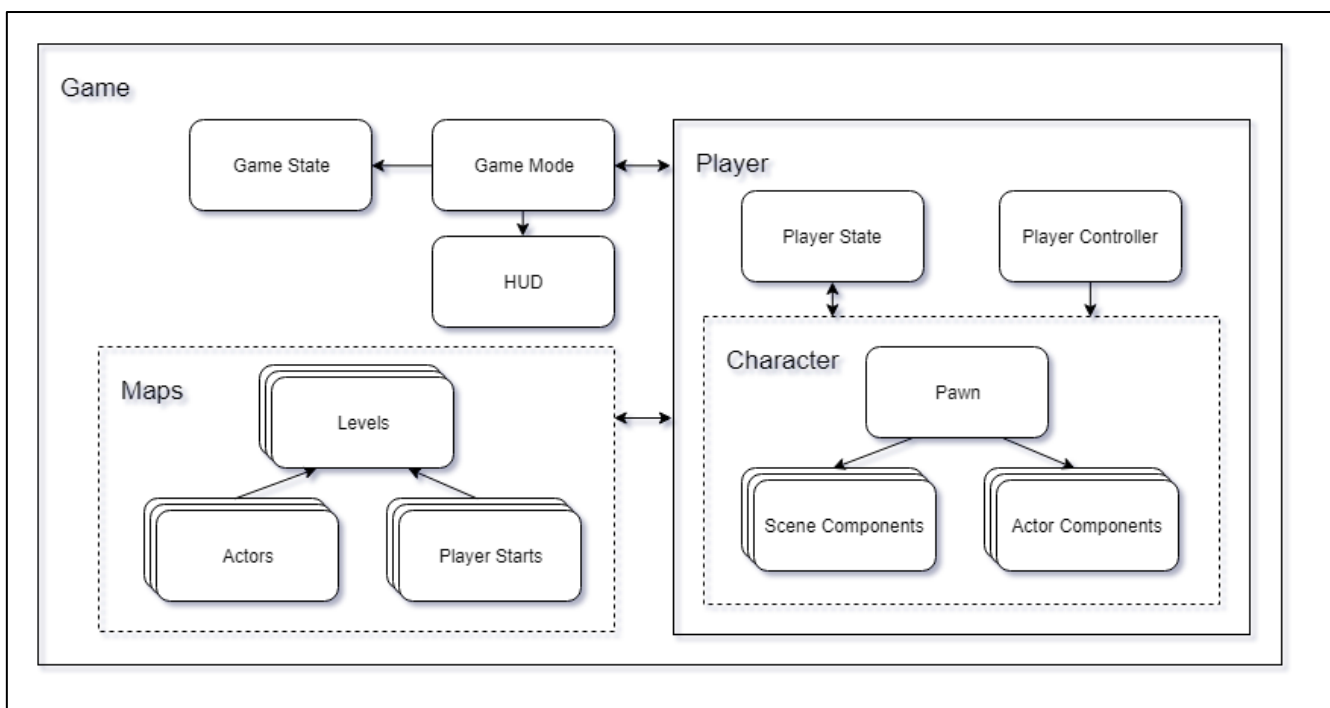 Game
Game State
Game Mode
HUD
Player
Player State
Player Controller
Maps
Levels
Actors
Player Starts
Character
Pawn
Scene Components
Actor Components